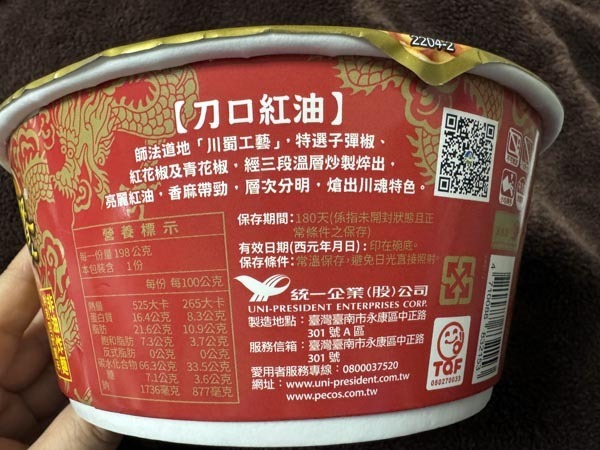 2204-2
【刀口紅油】
師法道地「川蜀工藝」，特選子彈椒、
紅花椒及青花椒，經三段溫層炒製焠出，
亮麗紅油，香麻帶勁，層次分明，熗出川魂特色。
營養標示
每一份量 198公克
本包裝含 1份
每份 每100公克
熱量 525大卡 265大卡
蛋白質 16.4公克 8.3公克
脂肪 21.6公克 10.9公克
飽和脂肪 7.3公克 3.7公克
反式脂肪 0公克 0公克
碳水化合物 66.3公克 33.5公克
糖 7.1公克 3.6公克
鈉 1736毫克 877毫克
保存期間：180天(係指未開封狀態且正
常條件之保存)
有效日期(西元年月日)：印在碗底。
保存條件：常溫保存，避免日光直接照射。
統一企業(股)公司
UNI-PRESIDENT ENTERPRISES CORP.
製造地點：臺灣臺南市永康區中正路
301 號 A 區
服務信箱：臺灣臺南市永康區中正路
301 號
愛用者服務專線：0800037520
網址：www.uni-president.com.tw
www.pecos.com.tw
TQF
080270033